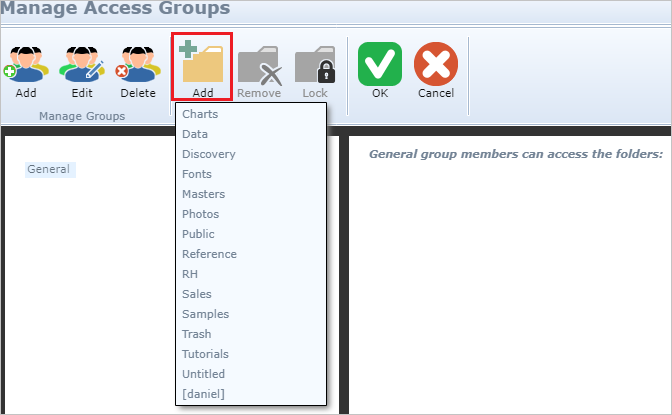 Manage Access Groups
Add Edit Delete Add Remove Lock OK Cancel
Manage Groups
General
General group members can access the folders:
Charts
Data
Discovery
Fonts
Masters
Photos
Public
Reference
RH
Sales
Samples
Trash
Tutorials
Untitled
[daniel]